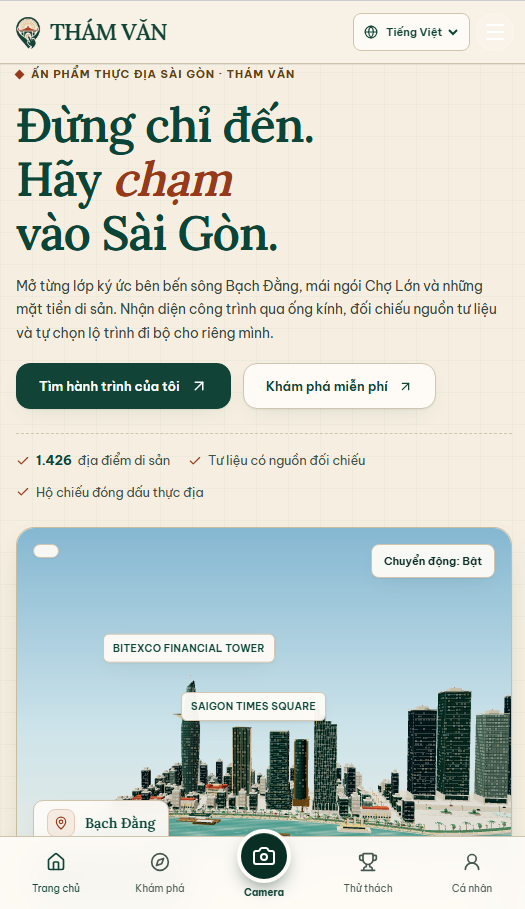 THÁM VĂN
Tiếng Việt
ẤN PHẨM THỰC ĐỊA SÀI GÒN · THÁM VĂN
Đừng chỉ đến.
Hãy chạm
vào Sài Gòn.
Mở từng lớp ký ức bên bến sông Bạch Đằng, mái ngói Chợ Lớn và những
mặt tiền di sản. Nhận diện công trình qua ống kính, đối chiếu nguồn tư liệu
và tự chọn lộ trình đi bộ cho riêng mình.
Tìm hành trình của tôi
Khám phá miễn phí
1.426 địa điểm di sản
Tư liệu có nguồn đối chiếu
Hộ chiếu đóng dấu thực địa
Chuyển động: Bật
BITEXCO FINANCIAL TOWER
SAIGON TIMES SQUARE
Bạch Đằng
Trang chủ
Khám phá
Camera
Thử thách
Cá nhân